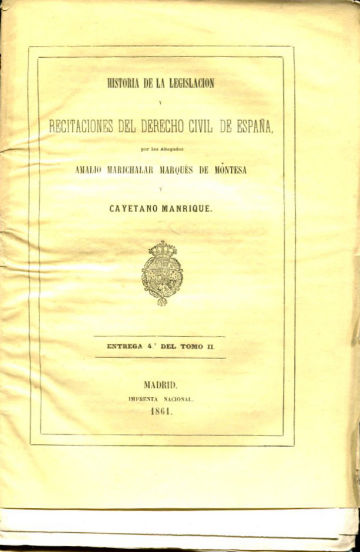 HISTORIA DE LA LEGISLACION
Y
RECITACIONES DEL DERECHO CIVIL DE ESPAÑA,
por los Abogados
AMALIO MARICHALAR MARQUÉS DE MONTESA
Y
CAYETANO MANRIQUE.
ENTREGA 4.ª DEL TOMO II.
MADRID.
IMPRENTA NACIONAL.
1861.